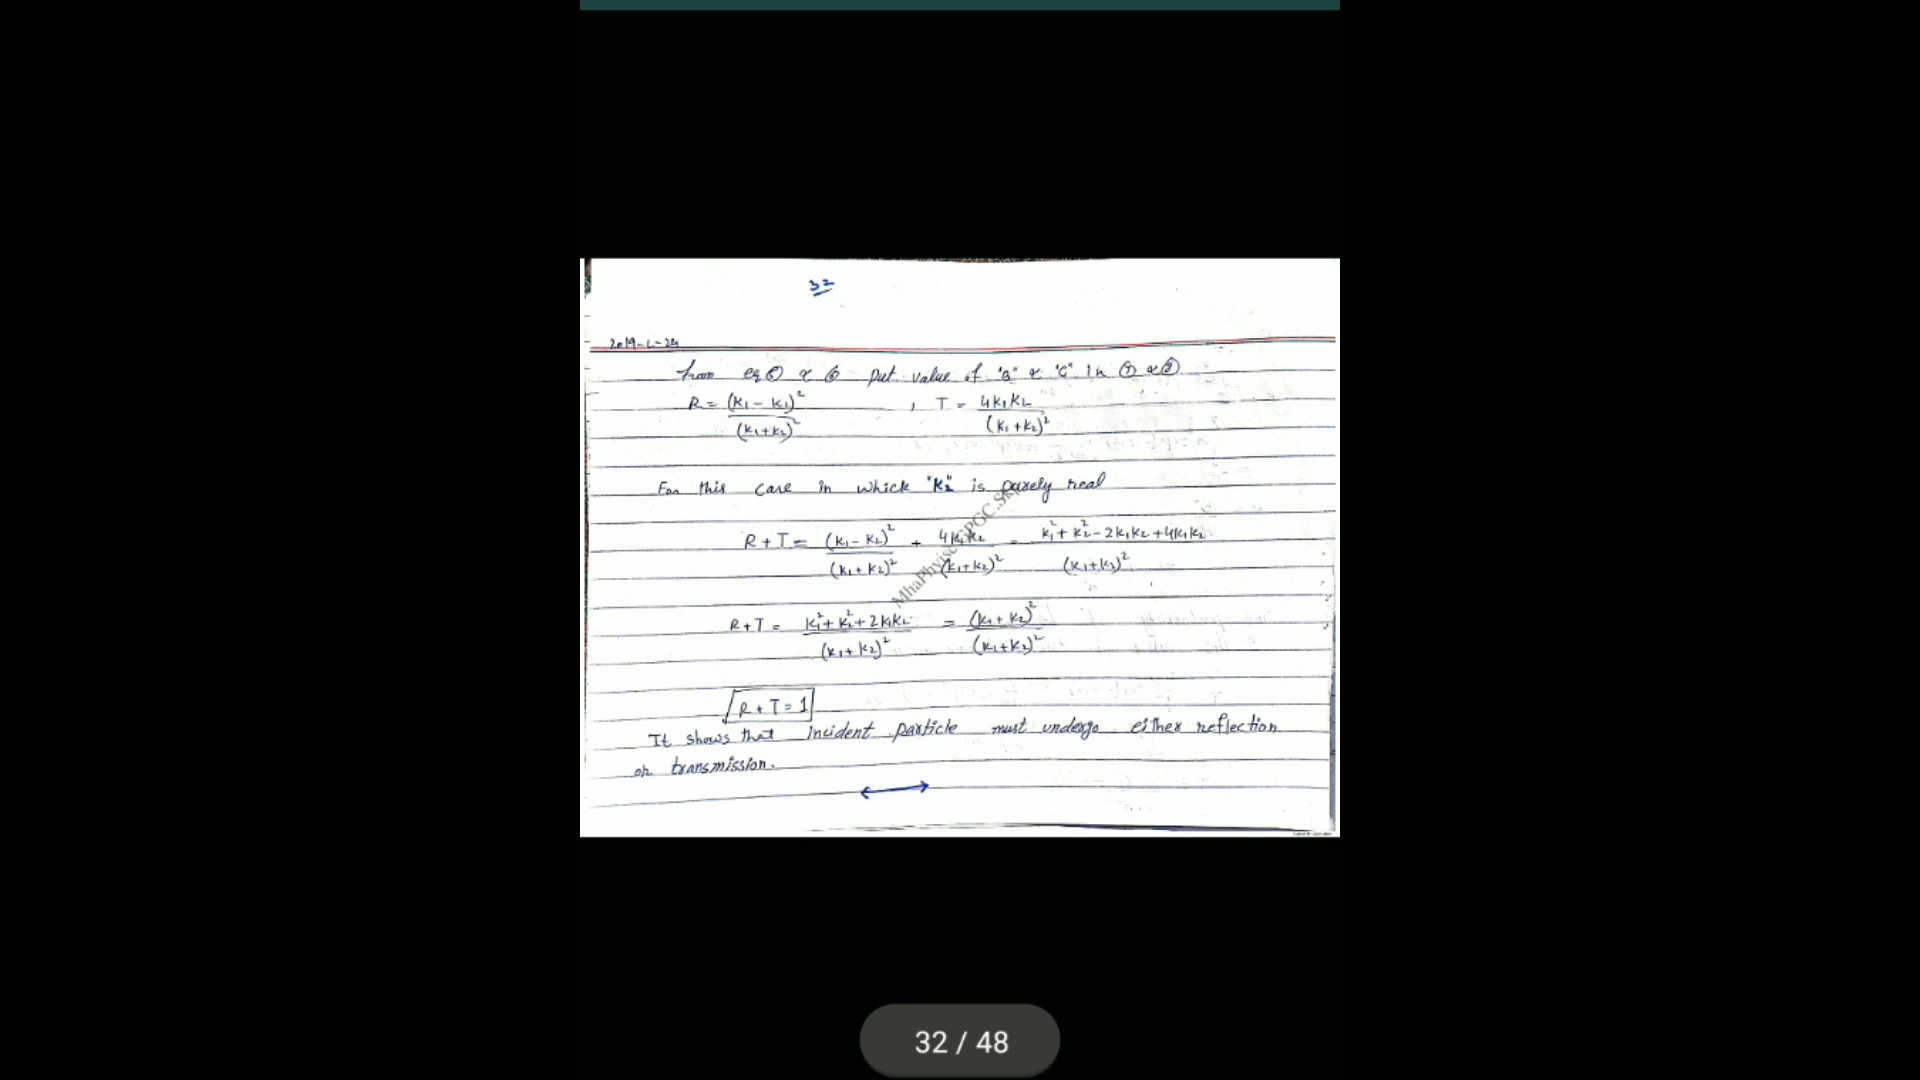 32
2019-L-24
from eq⑤ & ⑥ put value of "B" & "C" in ⑦ & ⑧
R = (K₁ - K₂)² / (K₁+K₂)² , T = 4K₁K₂ / (K₁+K₂)²
For this case in which "K₂" is purely real
R + T = (K₁ - K₂)² / (K₁+K₂)² + 4K₁K₂ / (K₁+K₂)² = K₁² + K₂² - 2K₁K₂ + 4K₁K₂ / (K₁+K₂)²
R+T = K₁² + K₂² + 2K₁K₂ / (K₁+K₂)² = (K₁+K₂)² / (K₁+K₂)²
R + T = 1
It shows that incident particle must undergo either reflection
or transmission.
32 / 48